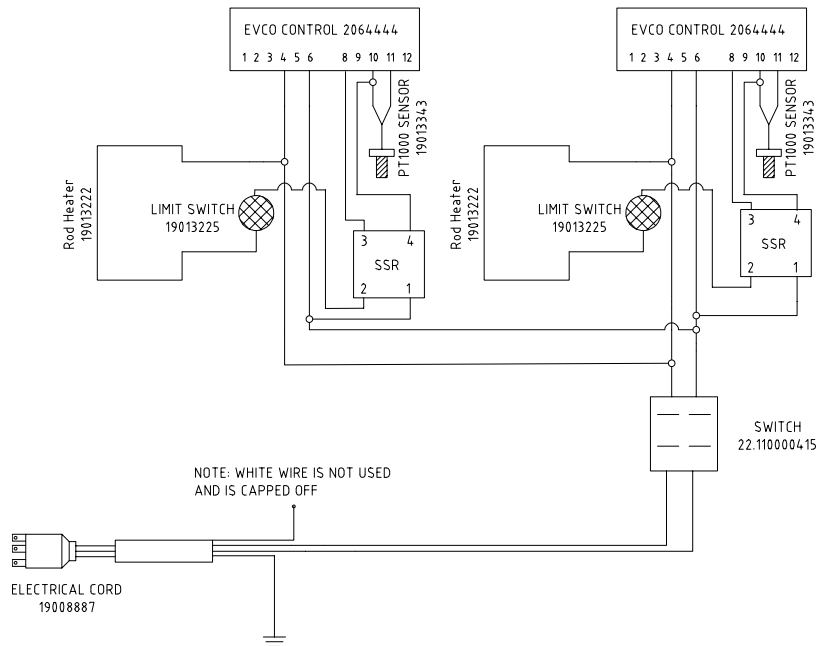 EVCO CONTROL 2064444
1 2 3 4 5 6 8 9 10 11 12
PT1000 SENSOR
19013343
Rod Heater
19013222
LIMIT SWITCH
19013225
3 4
SSR
2 1
EVCO CONTROL 2064444
1 2 3 4 5 6 8 9 10 11 12
PT1000 SENSOR
19013343
Rod Heater
19013222
LIMIT SWITCH
19013225
3 4
SSR
2 1
SWITCH
22.110000415
NOTE: WHITE WIRE IS NOT USED
AND IS CAPPED OFF
ELECTRICAL CORD
19008887